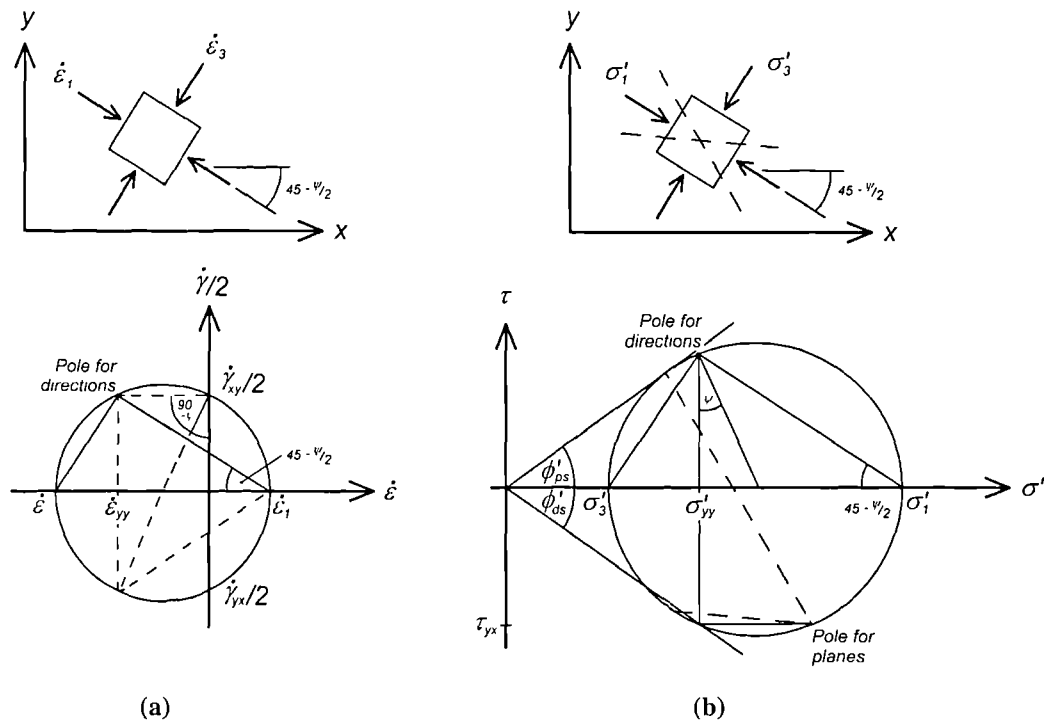 y
ε̇₁
ε̇₃
45 - ψ/2
x
y
σ′₁
σ′₃
45 - ψ/2
x
γ̇/2
Pole for
directions
γ̇xy/2
90
45 - ψ/2
ε̇
ε̇yy
ε̇₁
ε̇
γ̇yx/2
τ
Pole for
directions
ψ
ϕ′ps
ϕ′ds
σ′₃
σ′yy
45 - ψ/2
σ′₁
σ'
τyx
Pole for
planes
(a)
(b)